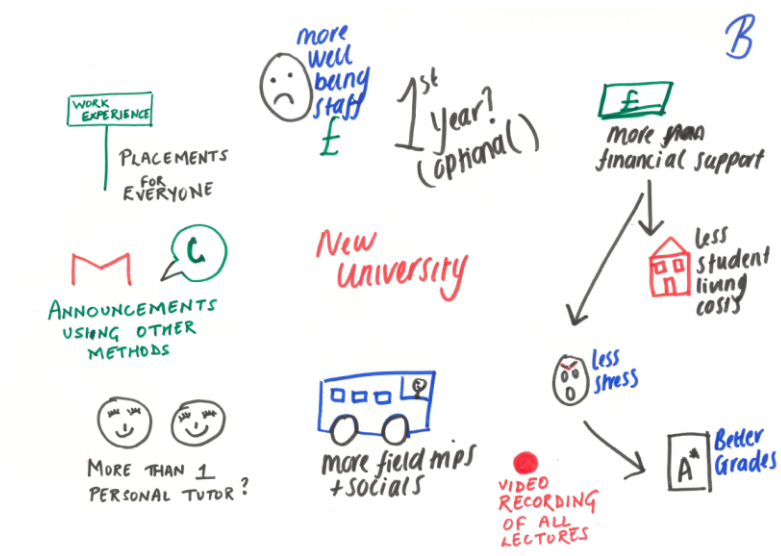 B
more
well
being
staff
£
1st
year?
(optional)
WORK
EXPERIENCE
PLACEMENTS
FOR
EVERYONE
£
more than
financial support
less
student
living
costs
New
University
ANNOUNCEMENTS
USING OTHER
METHODS
less
stress
MORE THAN 1
PERSONAL TUTOR?
more field trips
+socials
VIDEO
RECORDING
OF ALL
LECTURES
A*
Better
Grades